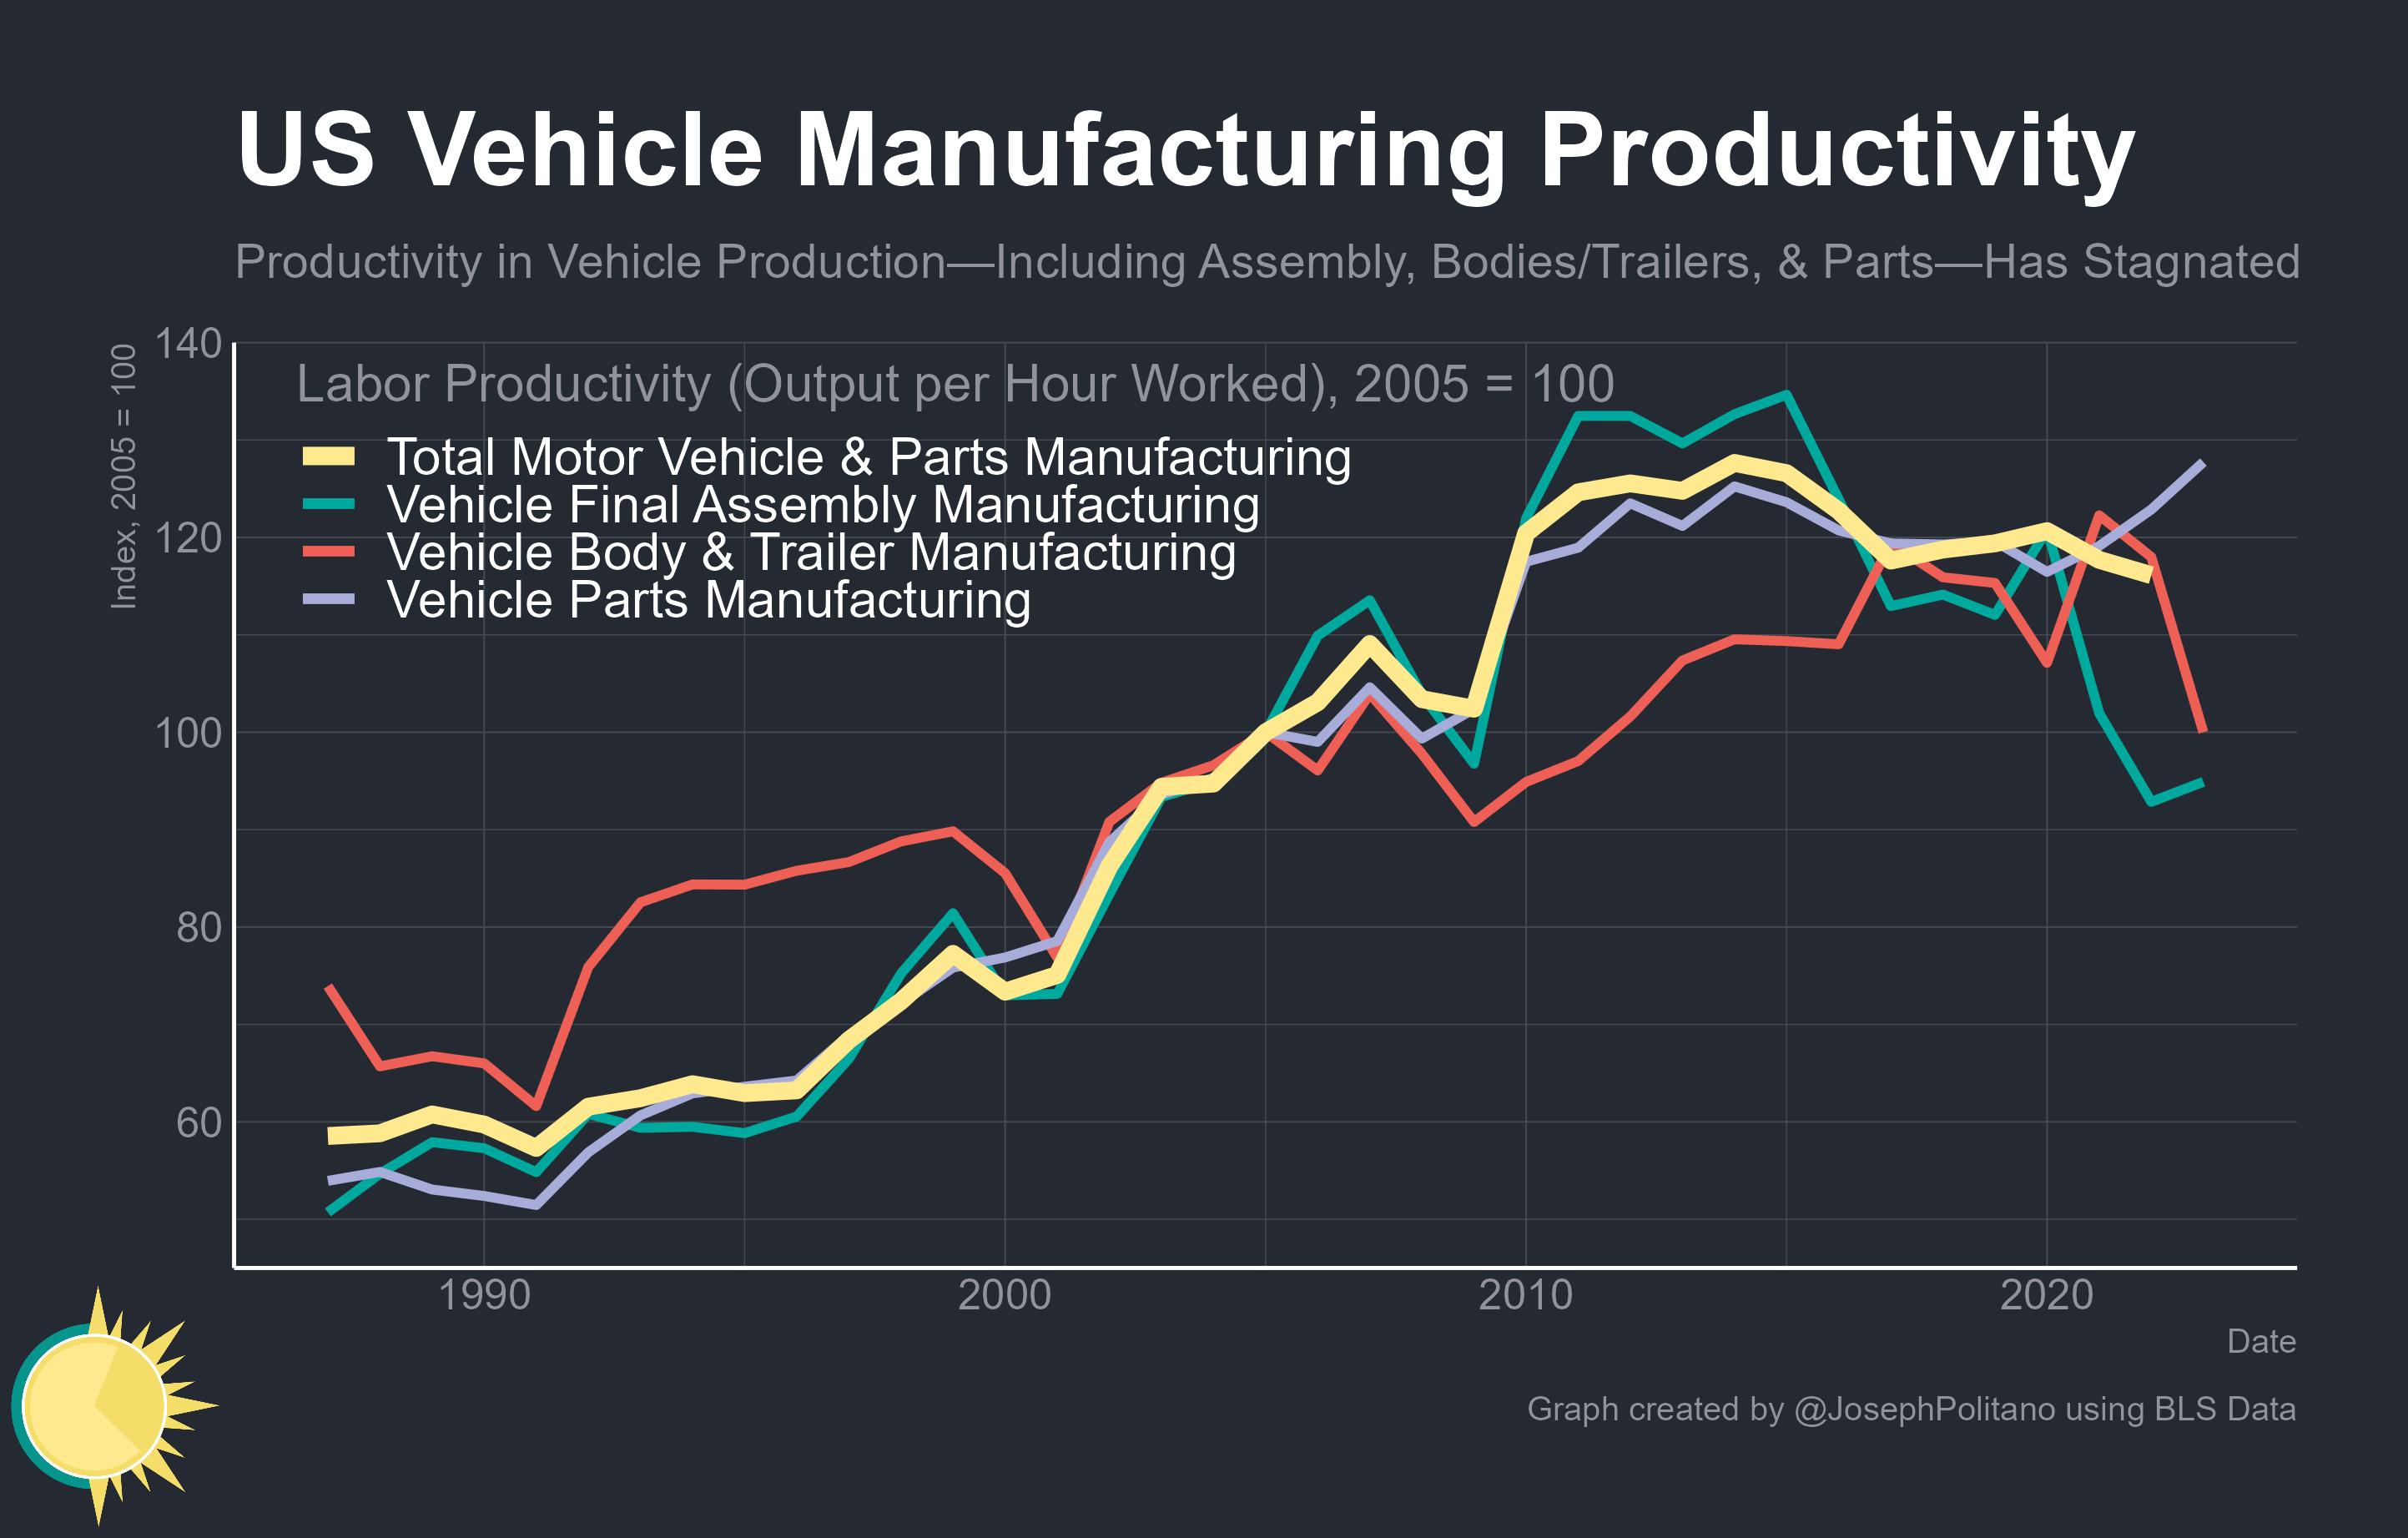 US Vehicle Manufacturing Productivity
Productivity in Vehicle Production—Including Assembly, Bodies/Trailers, & Parts—Has Stagnated
Index, 2005 = 100
140
120
100
80
60
Labor Productivity (Output per Hour Worked), 2005 = 100
Total Motor Vehicle & Parts Manufacturing
Vehicle Final Assembly Manufacturing
Vehicle Body & Trailer Manufacturing
Vehicle Parts Manufacturing
1990 2000 2010 2020
Date
Graph created by @JosephPolitano using BLS Data